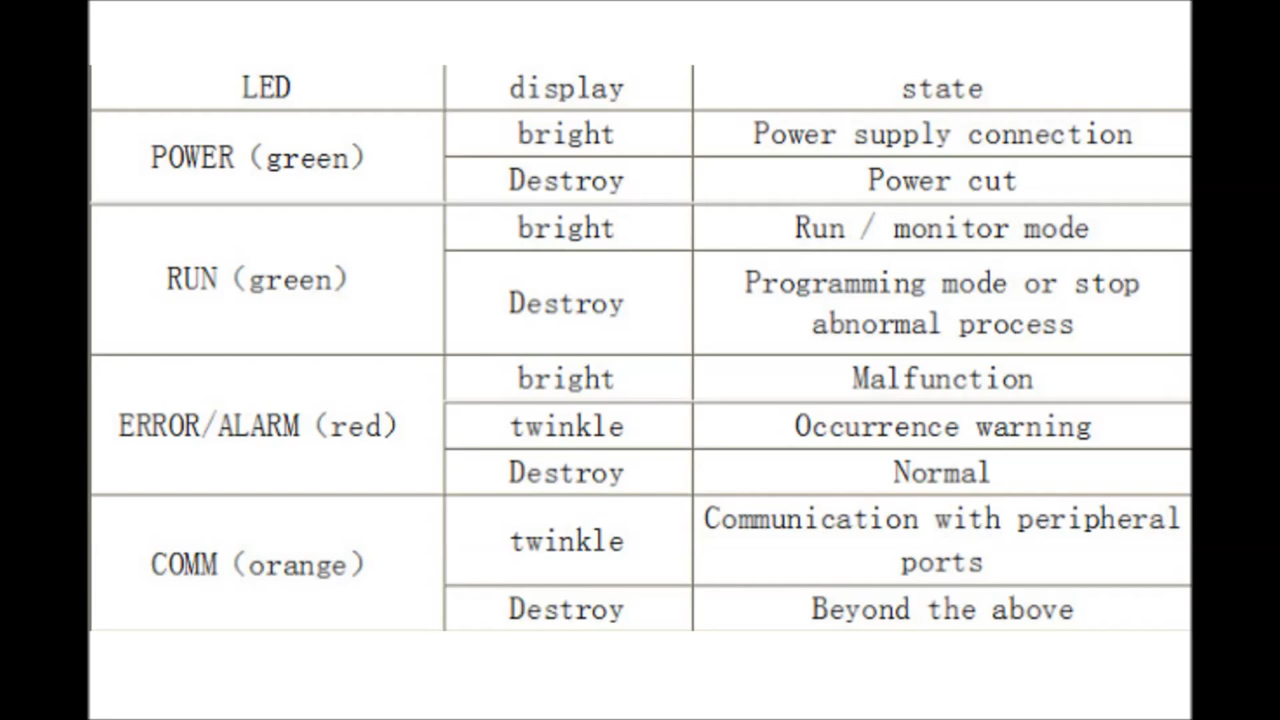 LED display state
POWER（green） bright Power supply connection
Destroy Power cut
RUN（green） bright Run / monitor mode
Destroy Programming mode or stop
abnormal process
ERROR/ALARM（red） bright Malfunction
twinkle Occurrence warning
Destroy Normal
COMM（orange） twinkle Communication with peripheral
ports
Destroy Beyond the above